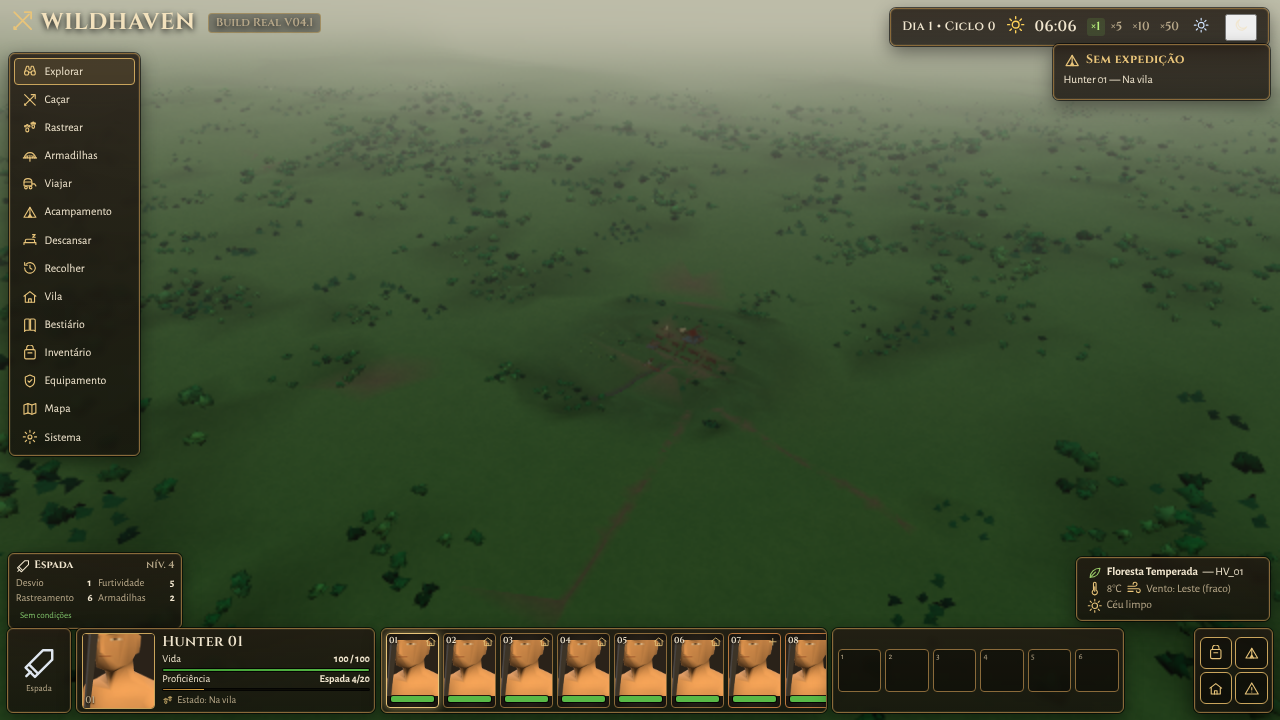 WILDHAVEN
BUILD REAL V04.1
DIA 1 • CICLO 0 06:06 ×1 ×5 ×10 ×50
SEM EXPEDIÇÃO
Hunter 01 — Na vila
Explorar
Caçar
Rastrear
Armadilhas
Viajar
Acampamento
Descansar
Recolher
Vila
Bestiário
Inventário
Equipamento
Mapa
Sistema
ESPADA NÍV. 4
Desvio 1 Furtividade 5
Rastreamento 6 Armadilhas 2
Sem condições
Floresta Temperada — HV_01
8°C Vento: Leste (fraco)
Céu limpo
Espada
01
HUNTER 01
Vida 100 / 100
Proficiência Espada 4/20
Estado: Na vila
01 02 03 04 05 06 07 08
1 2 3 4 5 6